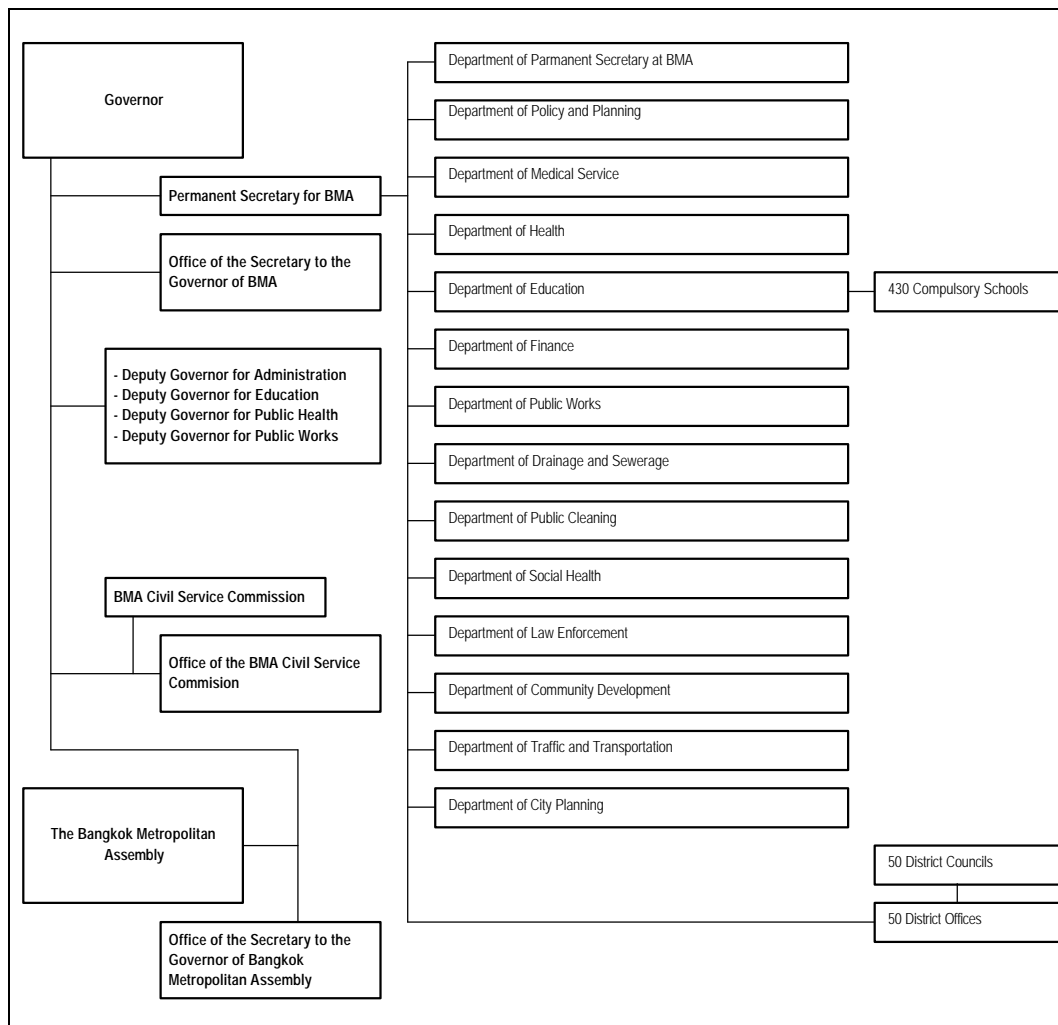 Governor
Permanent Secretary for BMA
Office of the Secretary to the
Governor of BMA
- Deputy Governor for Administration
- Deputy Governor for Education
- Deputy Governor for Public Health
- Deputy Governor for Public Works
BMA Civil Service Commission
Office of the BMA Civil Service
Commision
The Bangkok Metropolitan
Assembly
Office of the Secretary to the
Governor of Bangkok
Metropolitan Assembly
Department of Parmanent Secretary at BMA
Department of Policy and Planning
Department of Medical Service
Department of Health
Department of Education
Department of Finance
Department of Public Works
Department of Drainage and Sewerage
Department of Public Cleaning
Department of Social Health
Department of Law Enforcement
Department of Community Development
Department of Traffic and Transportation
Department of City Planning
430 Compulsory Schools
50 District Councils
50 District Offices